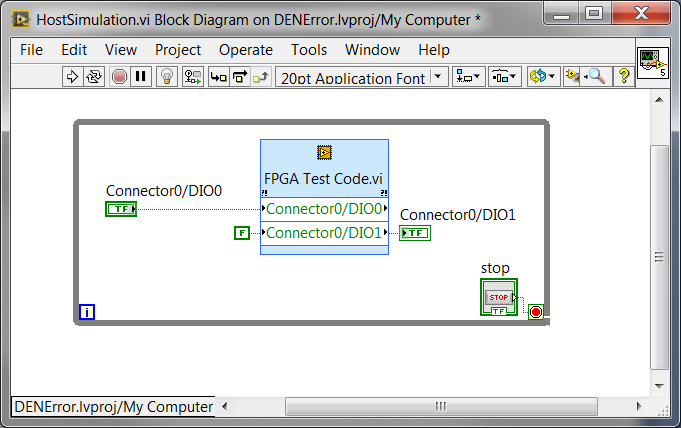 HostSimulation.vi Block Diagram on DENError.lvproj/My Computer *
File Edit View Project Operate Tools Window Help
20pt Application Font
5
FPGA Test Code.vi
?! ?!
Connector0/DIO0
TF
Connector0/DIO0
Connector0/DIO1
F
Connector0/DIO1
TF
stop
STOP
TF
i
DENError.lvproj/My Computer